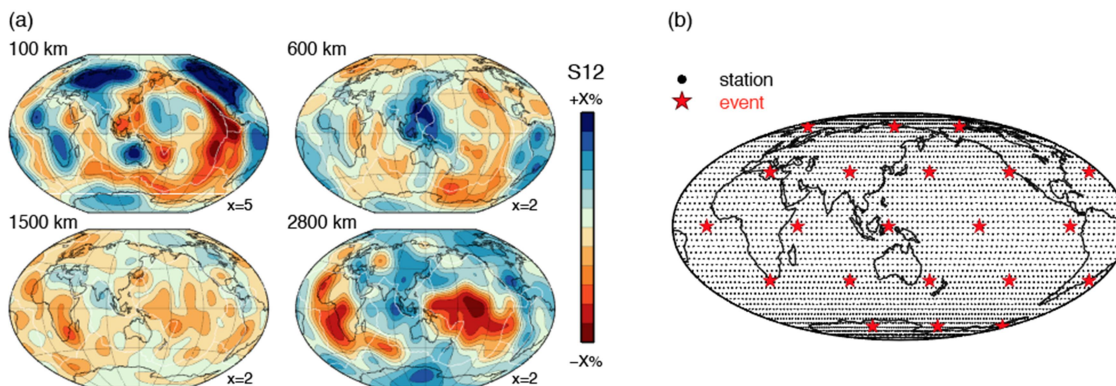 (a)
100 km
600 km
x=5
x=2
1500 km
2800 km
x=2
x=2
S12
+X%
−X%
(b)
station
event